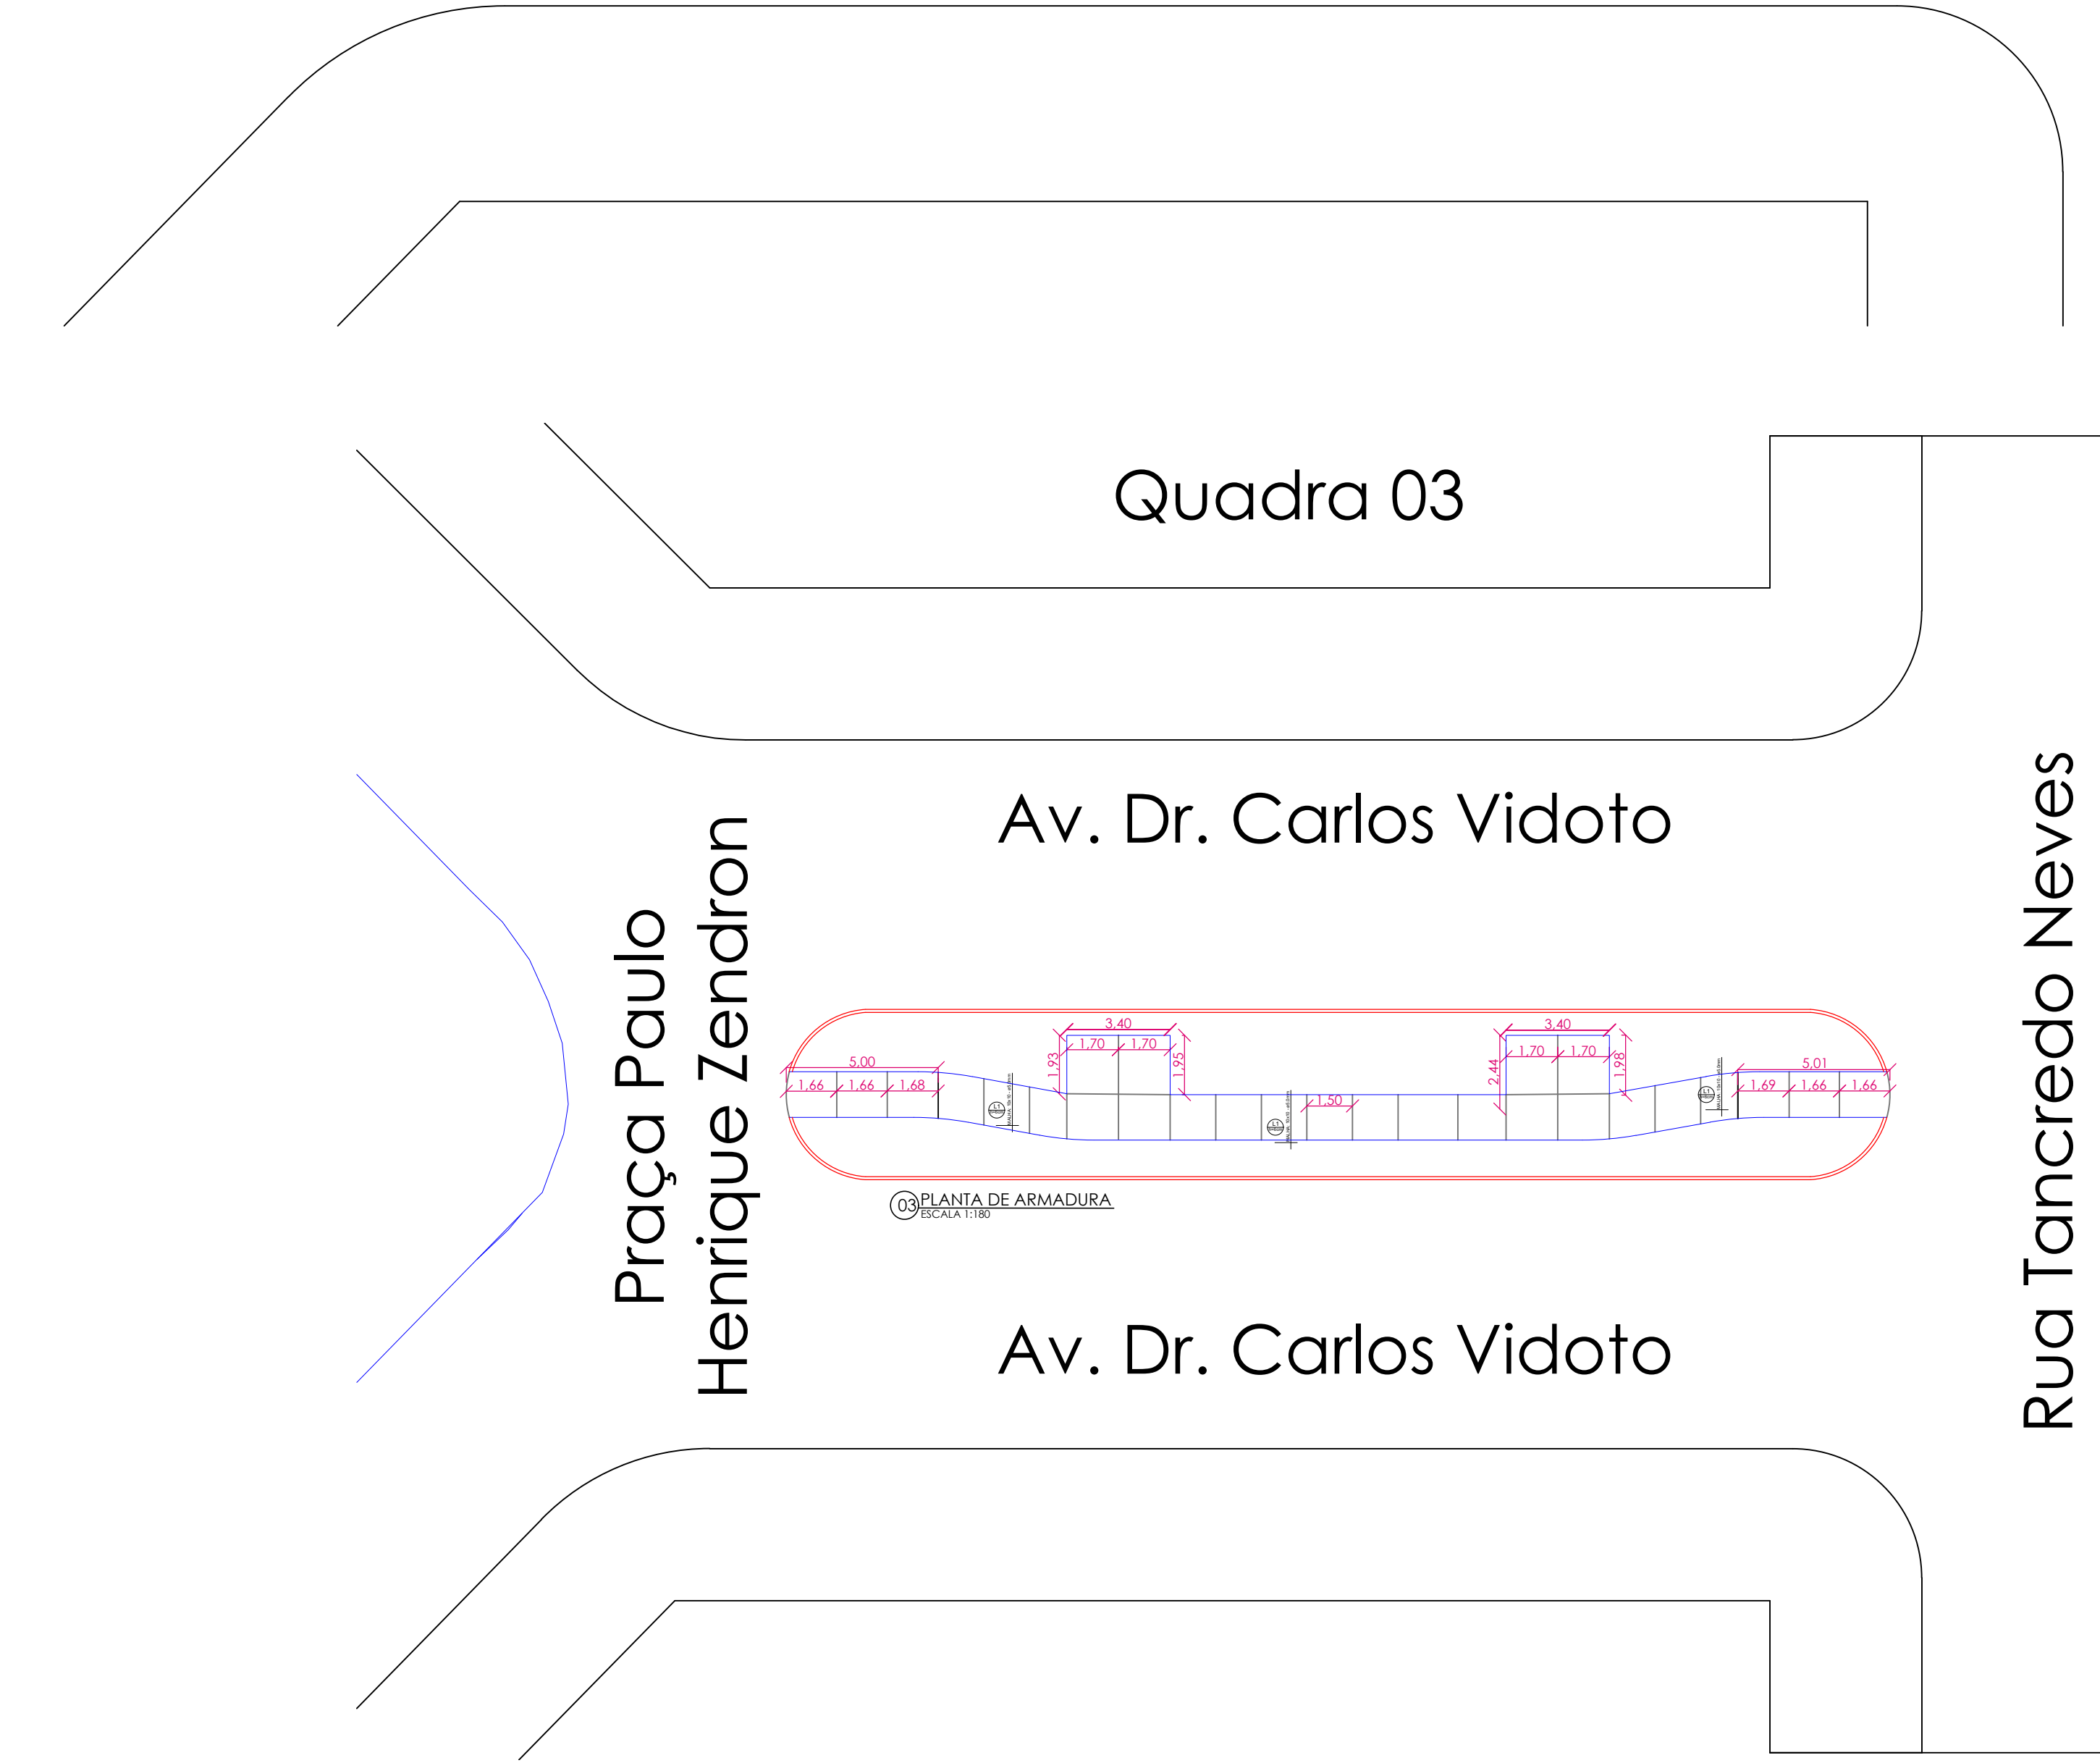 Quadra 03
Av. Dr. Carlos Vidoto
Praça Paulo
Henrique Zendron
Rua Tancredo Neves
3,40
1,70 1,70
1,93
1,95
3,40
1,70 1,70
2,44
1,98
5,00
1,66 1,66 1,68
5,01
1,69 1,66 1,66
1,50
L1
L1
L1
03 PLANTA DE ARMADURA
ESCALA 1:180
Av. Dr. Carlos Vidoto